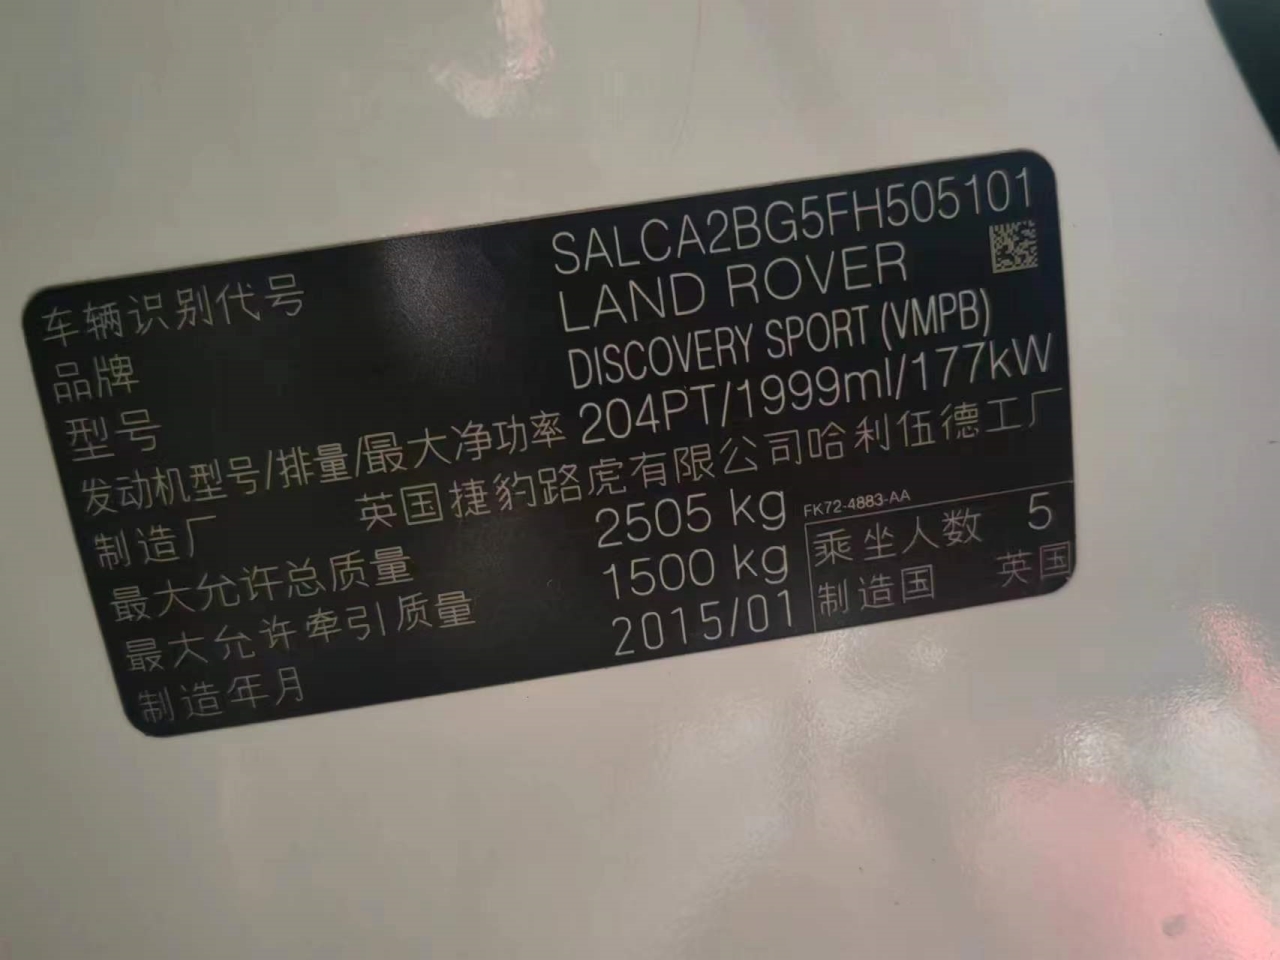 车辆识别代号 SALCA2BG5FH505101
品牌 LAND ROVER
型号 DISCOVERY SPORT (VMPB)
发动机型号/排量/最大净功率 204PT/1999ml/177kW
制造厂 英国捷豹路虎有限公司哈利伍德工厂
最大允许总质量 2505 kg
FK72-4883-AA
最大允许牵引质量 1500 kg
乘坐人数 5
制造年月 2015/01
制造国 英国